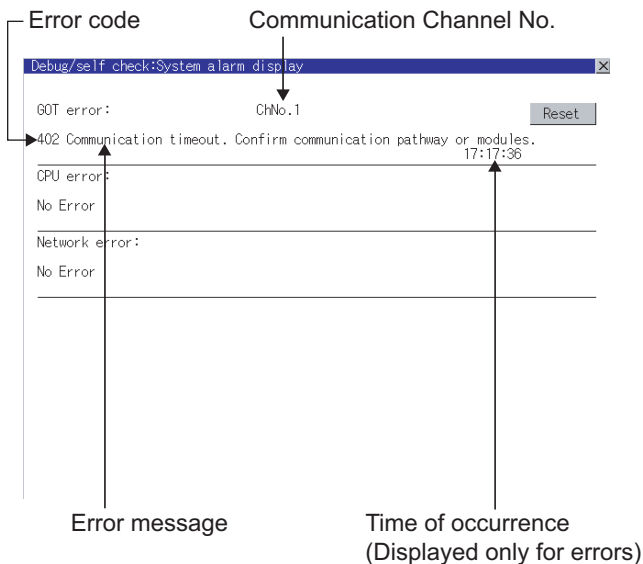 Error code
Communication Channel No.
Debug/self check:System alarm display
GOT error:
ChNo.1
Reset
402 Communication timeout. Confirm communication pathway or modules.
17:17:36
CPU error:
No Error
Network error:
No Error
Error message
Time of occurrence
(Displayed only for errors)